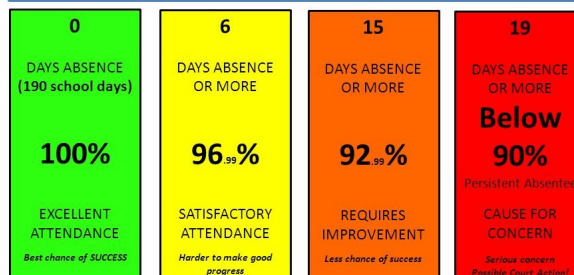 0
DAYS ABSENCE
(190 school days)
100%
EXCELLENT
ATTENDANCE
Best chance of SUCCESS
6
DAYS ABSENCE
OR MORE
96.99%
SATISFACTORY
ATTENDANCE
Harder to make good
progress
15
DAYS ABSENCE
OR MORE
92.99%
REQUIRES
IMPROVEMENT
Less chance of success
19
DAYS ABSENCE
OR MORE
Below
90%
Persistent Absentee
CAUSE FOR
CONCERN
Serious concern
Possible Court Action!